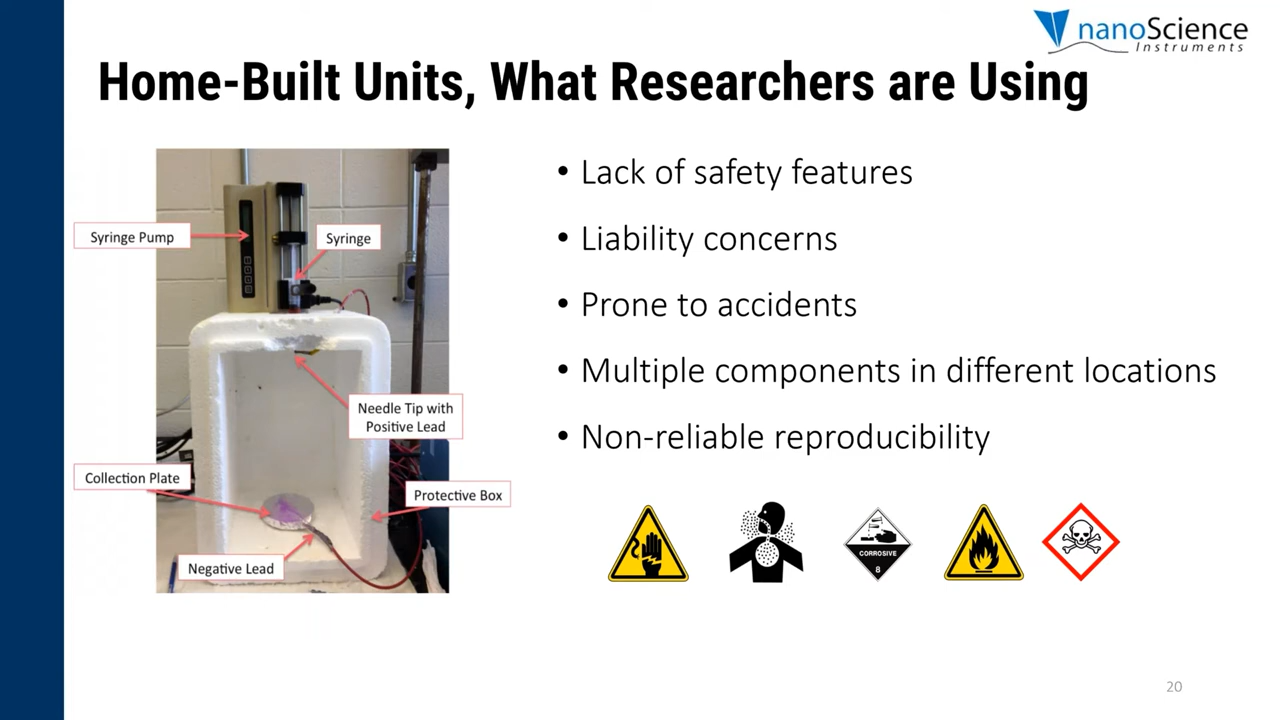 nanoScience
Instruments
Home-Built Units, What Researchers are Using
Syringe Pump
Syringe
Needle Tip with
Positive Lead
Collection Plate
Protective Box
Negative Lead
• Lack of safety features
• Liability concerns
• Prone to accidents
• Multiple components in different locations
• Non-reliable reproducibility
CORROSIVE
8
20